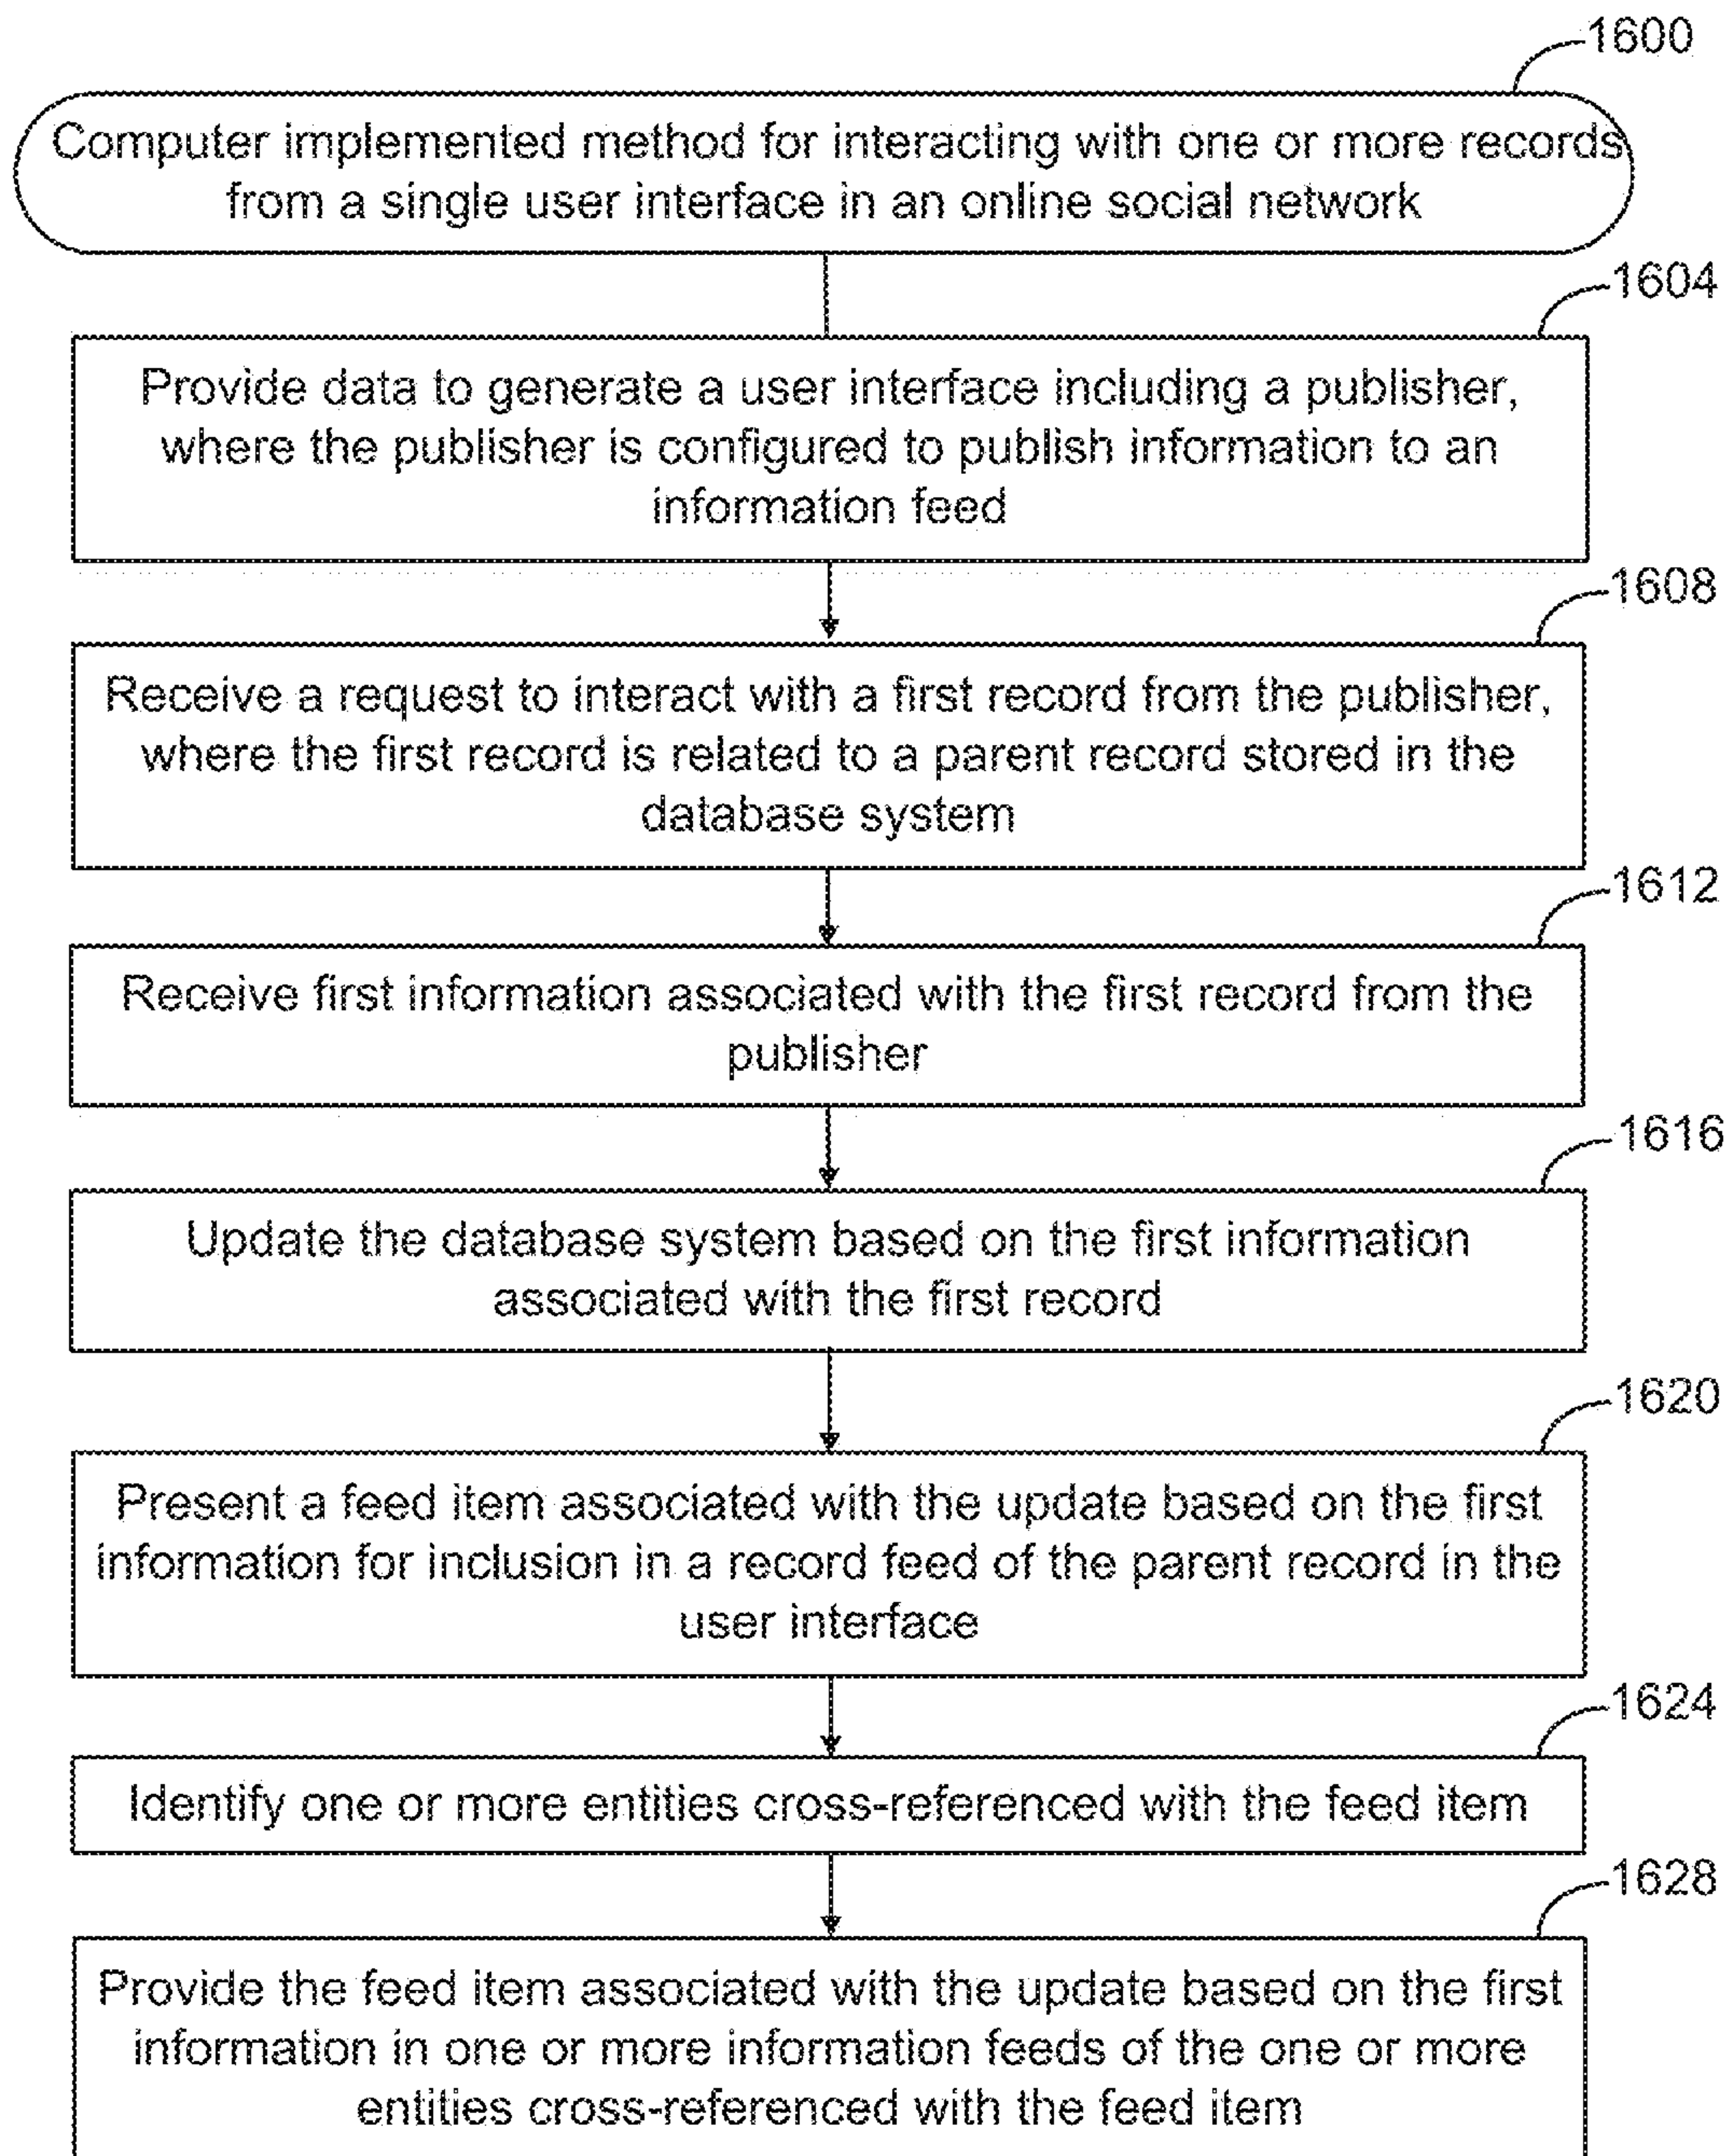 1600
Computer implemented method for interacting with one or more records
from a single user interface in an online social network
1604
Provide data to generate a user interface including a publisher,
where the publisher is configured to publish information to an
information feed
1608
Receive a request to interact with a first record from the publisher,
where the first record is related to a parent record stored in the
database system
1612
Receive first information associated with the first record from the
publisher
1616
Update the database system based on the first information
associated with the first record
1620
Present a feed item associated with the update based on the first
information for inclusion in a record feed of the parent record in the
user interface
1624
Identify one or more entities cross-referenced with the feed item
1628
Provide the feed item associated with the update based on the first
information in one or more information feeds of the one or more
entities cross-referenced with the feed item